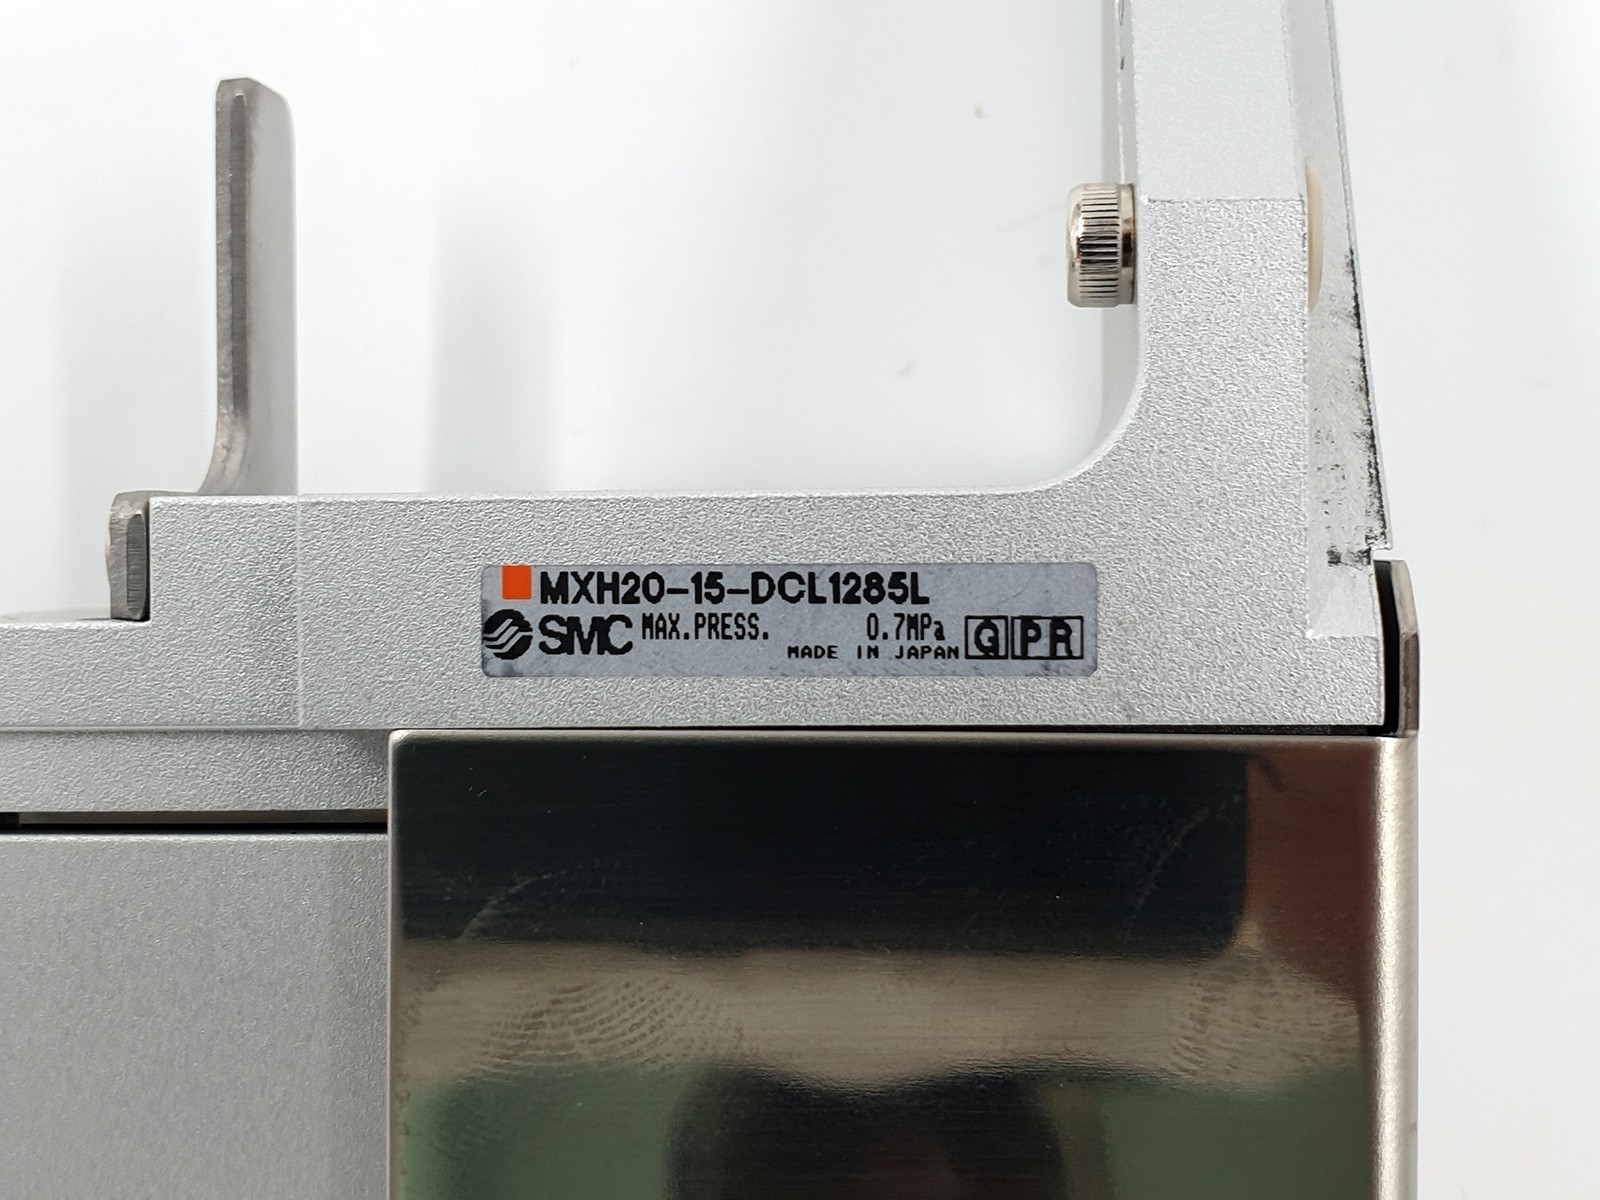 MXH20-15-DCL1285L
SMC MAX.PRESS. 0.7MPa
MADE IN JAPAN GPR